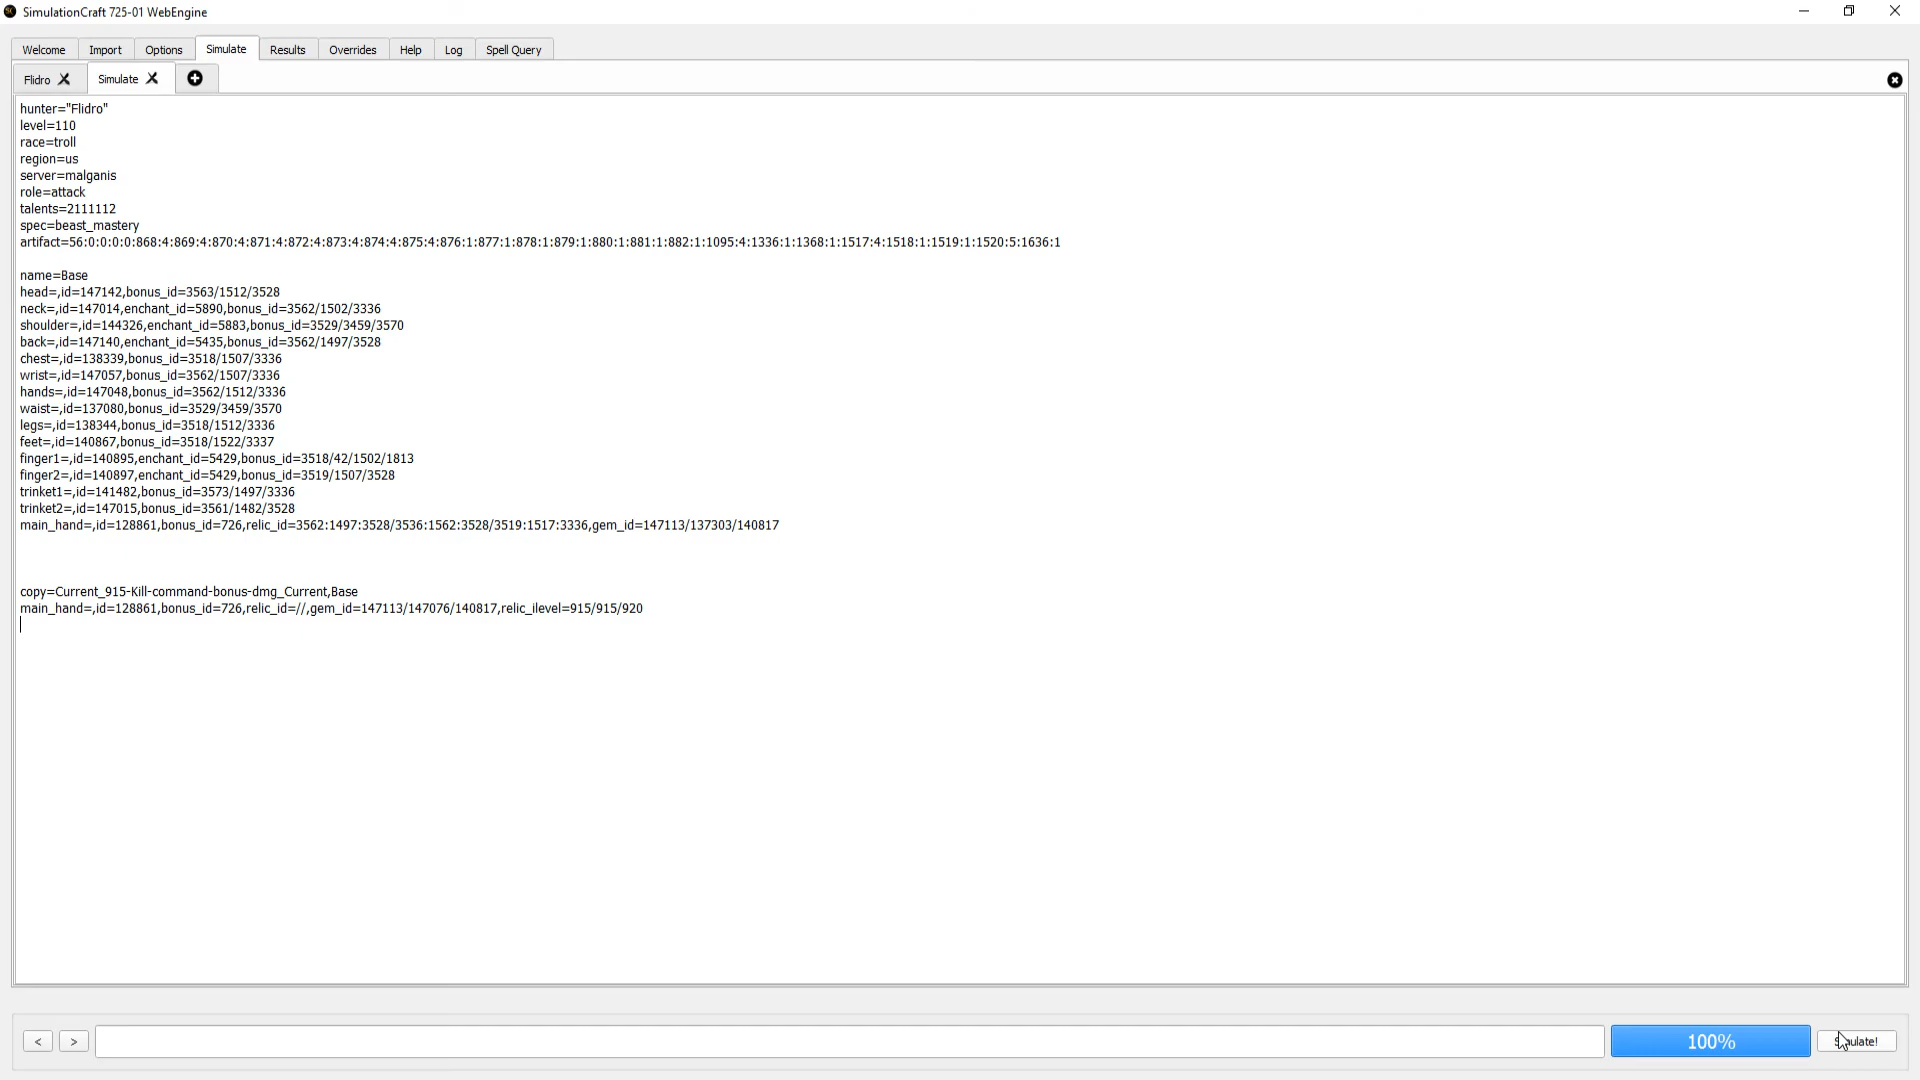 SimulationCraft 725-01 WebEngine
Welcome Import Options Simulate Results Overrides Help Log Spell Query
Flidro Simulate
hunter="Flidro"
level=110
race=troll
region=us
server=malganis
role=attack
talents=2111112
spec=beast_mastery
artifact=56:0:0:0:0:868:4:869:4:870:4:871:4:872:4:873:4:874:4:875:4:876:1:877:1:878:1:879:1:880:1:881:1:882:1:1095:4:1336:1:1368:1:1517:4:1518:1:1519:1:1520:5:1636:1
name=Base
head=,id=147142,bonus_id=3563/1512/3528
neck=,id=147014,enchant_id=5890,bonus_id=3562/1502/3336
shoulder=,id=144326,enchant_id=5883,bonus_id=3529/3459/3570
back=,id=147140,enchant_id=5435,bonus_id=3562/1497/3528
chest=,id=138339,bonus_id=3518/1507/3336
wrist=,id=147057,bonus_id=3562/1507/3336
hands=,id=147048,bonus_id=3562/1512/3336
waist=,id=137080,bonus_id=3529/3459/3570
legs=,id=138344,bonus_id=3518/1512/3336
feet=,id=140867,bonus_id=3518/1522/3337
finger1=,id=140895,enchant_id=5429,bonus_id=3518/42/1502/1813
finger2=,id=140897,enchant_id=5429,bonus_id=3519/1507/3528
trinket1=,id=141482,bonus_id=3573/1497/3336
trinket2=,id=147015,bonus_id=3561/1482/3528
main_hand=,id=128861,bonus_id=726,relic_id=3562:1497:3528/3536:1562:3528/3519:1517:3336,gem_id=147113/137303/140817
copy=Current_915-Kill-command-bonus-dmg_Current,Base
main_hand=,id=128861,bonus_id=726,relic_id=//,gem_id=147113/147076/140817,relic_ilevel=915/915/920
< > 100% Simulate!